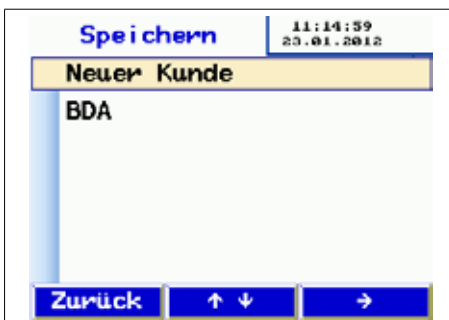 Speichern
11:14:59
23.01.2012
Neuer Kunde
BDA
Zurück ↑ ↓ →